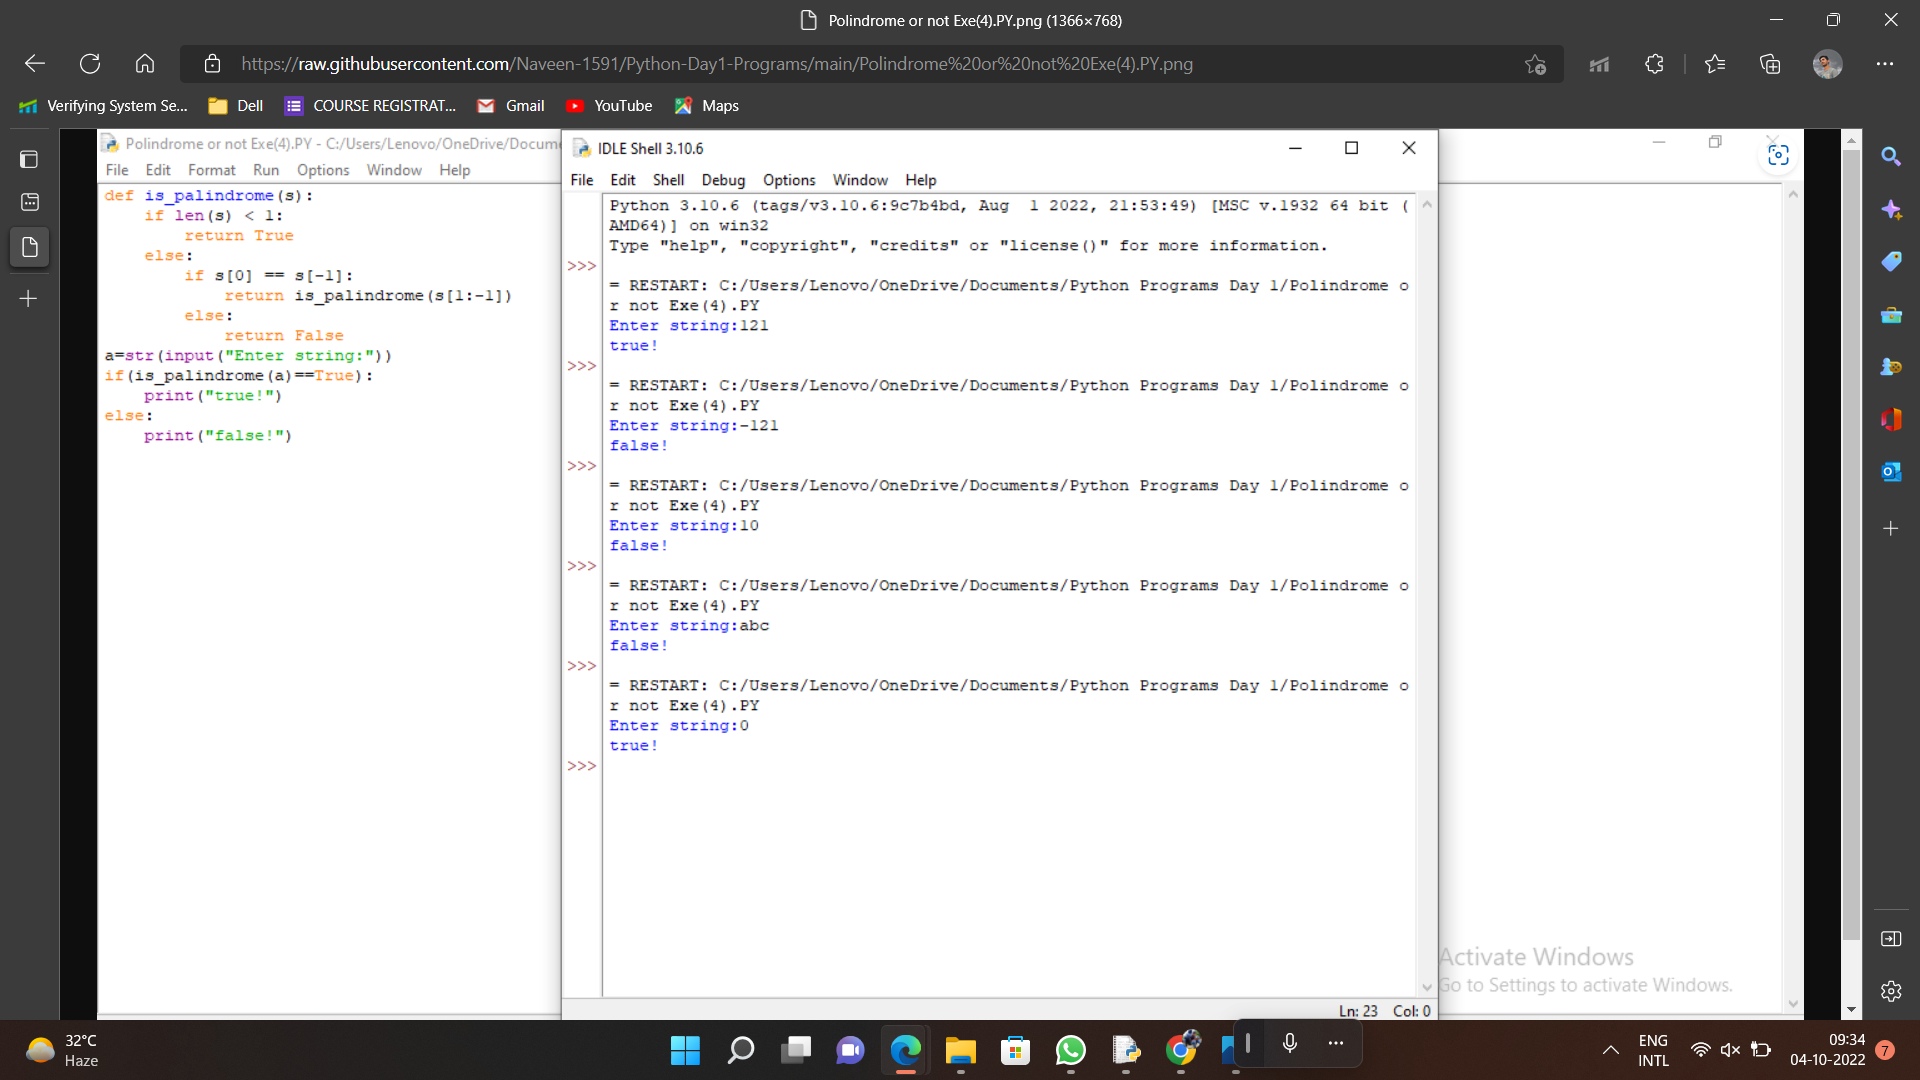 Polindrome or not Exe(4).PY.png (1366×768)
https://raw.githubusercontent.com/Naveen-1591/Python-Day1-Programs/main/Polindrome%20or%20not%20Exe(4).PY.png
Verifying System Se... Dell COURSE REGISTRAT... Gmail YouTube Maps
Polindrome or not Exe(4).PY - C:/Users/Lenovo/OneDrive/Docum
File Edit Format Run Options Window Help
def is_palindrome(s):
    if len(s) < 1:
        return True
    else:
        if s[0] == s[-1]:
            return is_palindrome(s[1:-1])
        else:
            return False
a=str(input("Enter string:"))
if(is_palindrome(a)==True):
    print("true!")
else:
    print("false!")
IDLE Shell 3.10.6
File Edit Shell Debug Options Window Help
Python 3.10.6 (tags/v3.10.6:9c7b4bd, Aug  1 2022, 21:53:49) [MSC v.1932 64 bit (
AMD64)] on win32
Type "help", "copyright", "credits" or "license()" for more information.
>>>
= RESTART: C:/Users/Lenovo/OneDrive/Documents/Python Programs Day 1/Polindrome o
r not Exe(4).PY
Enter string:121
true!
>>>
= RESTART: C:/Users/Lenovo/OneDrive/Documents/Python Programs Day 1/Polindrome o
r not Exe(4).PY
Enter string:-121
false!
>>>
= RESTART: C:/Users/Lenovo/OneDrive/Documents/Python Programs Day 1/Polindrome o
r not Exe(4).PY
Enter string:10
false!
>>>
= RESTART: C:/Users/Lenovo/OneDrive/Documents/Python Programs Day 1/Polindrome o
r not Exe(4).PY
Enter string:abc
false!
>>>
= RESTART: C:/Users/Lenovo/OneDrive/Documents/Python Programs Day 1/Polindrome o
r not Exe(4).PY
Enter string:0
true!
>>>
Ln: 23 Col: 0
Activate Windows
Go to Settings to activate Windows.
32°C
Haze
ENG
INTL
09:34
04-10-2022
7